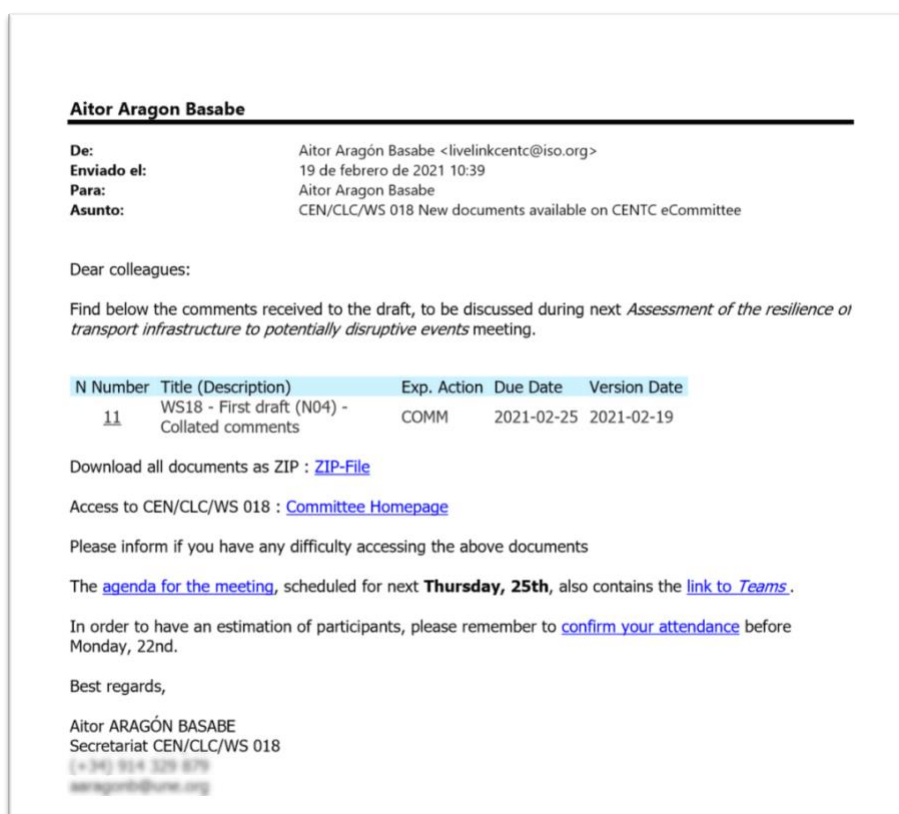 Aitor Aragon Basabe
De: Aitor Aragón Basabe <livelinkcentc@iso.org>
Enviado el: 19 de febrero de 2021 10:39
Para: Aitor Aragon Basabe
Asunto: CEN/CLC/WS 018 New documents available on CENTC eCommittee
Dear colleagues:
Find below the comments received to the draft, to be discussed during next Assessment of the resilience of
transport infrastructure to potentially disruptive events meeting.
N Number Title (Description) Exp. Action Due Date Version Date
11 WS18 - First draft (N04) - Collated comments COMM 2021-02-25 2021-02-19
Download all documents as ZIP : ZIP-File
Access to CEN/CLC/WS 018 : Committee Homepage
Please inform if you have any difficulty accessing the above documents
The agenda for the meeting, scheduled for next Thursday, 25th, also contains the link to Teams .
In order to have an estimation of participants, please remember to confirm your attendance before
Monday, 22nd.
Best regards,
Aitor ARAGÓN BASABE
Secretariat CEN/CLC/WS 018